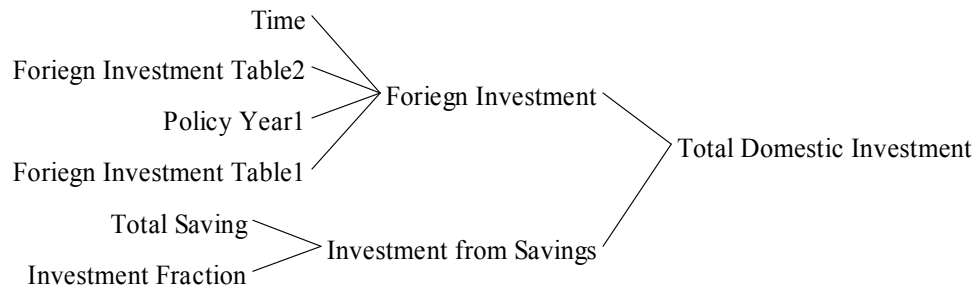 Time
Foriegn Investment Table2
Foriegn Investment
Policy Year1
Total Domestic Investment
Foriegn Investment Table1
Total Saving
Investment from Savings
Investment Fraction